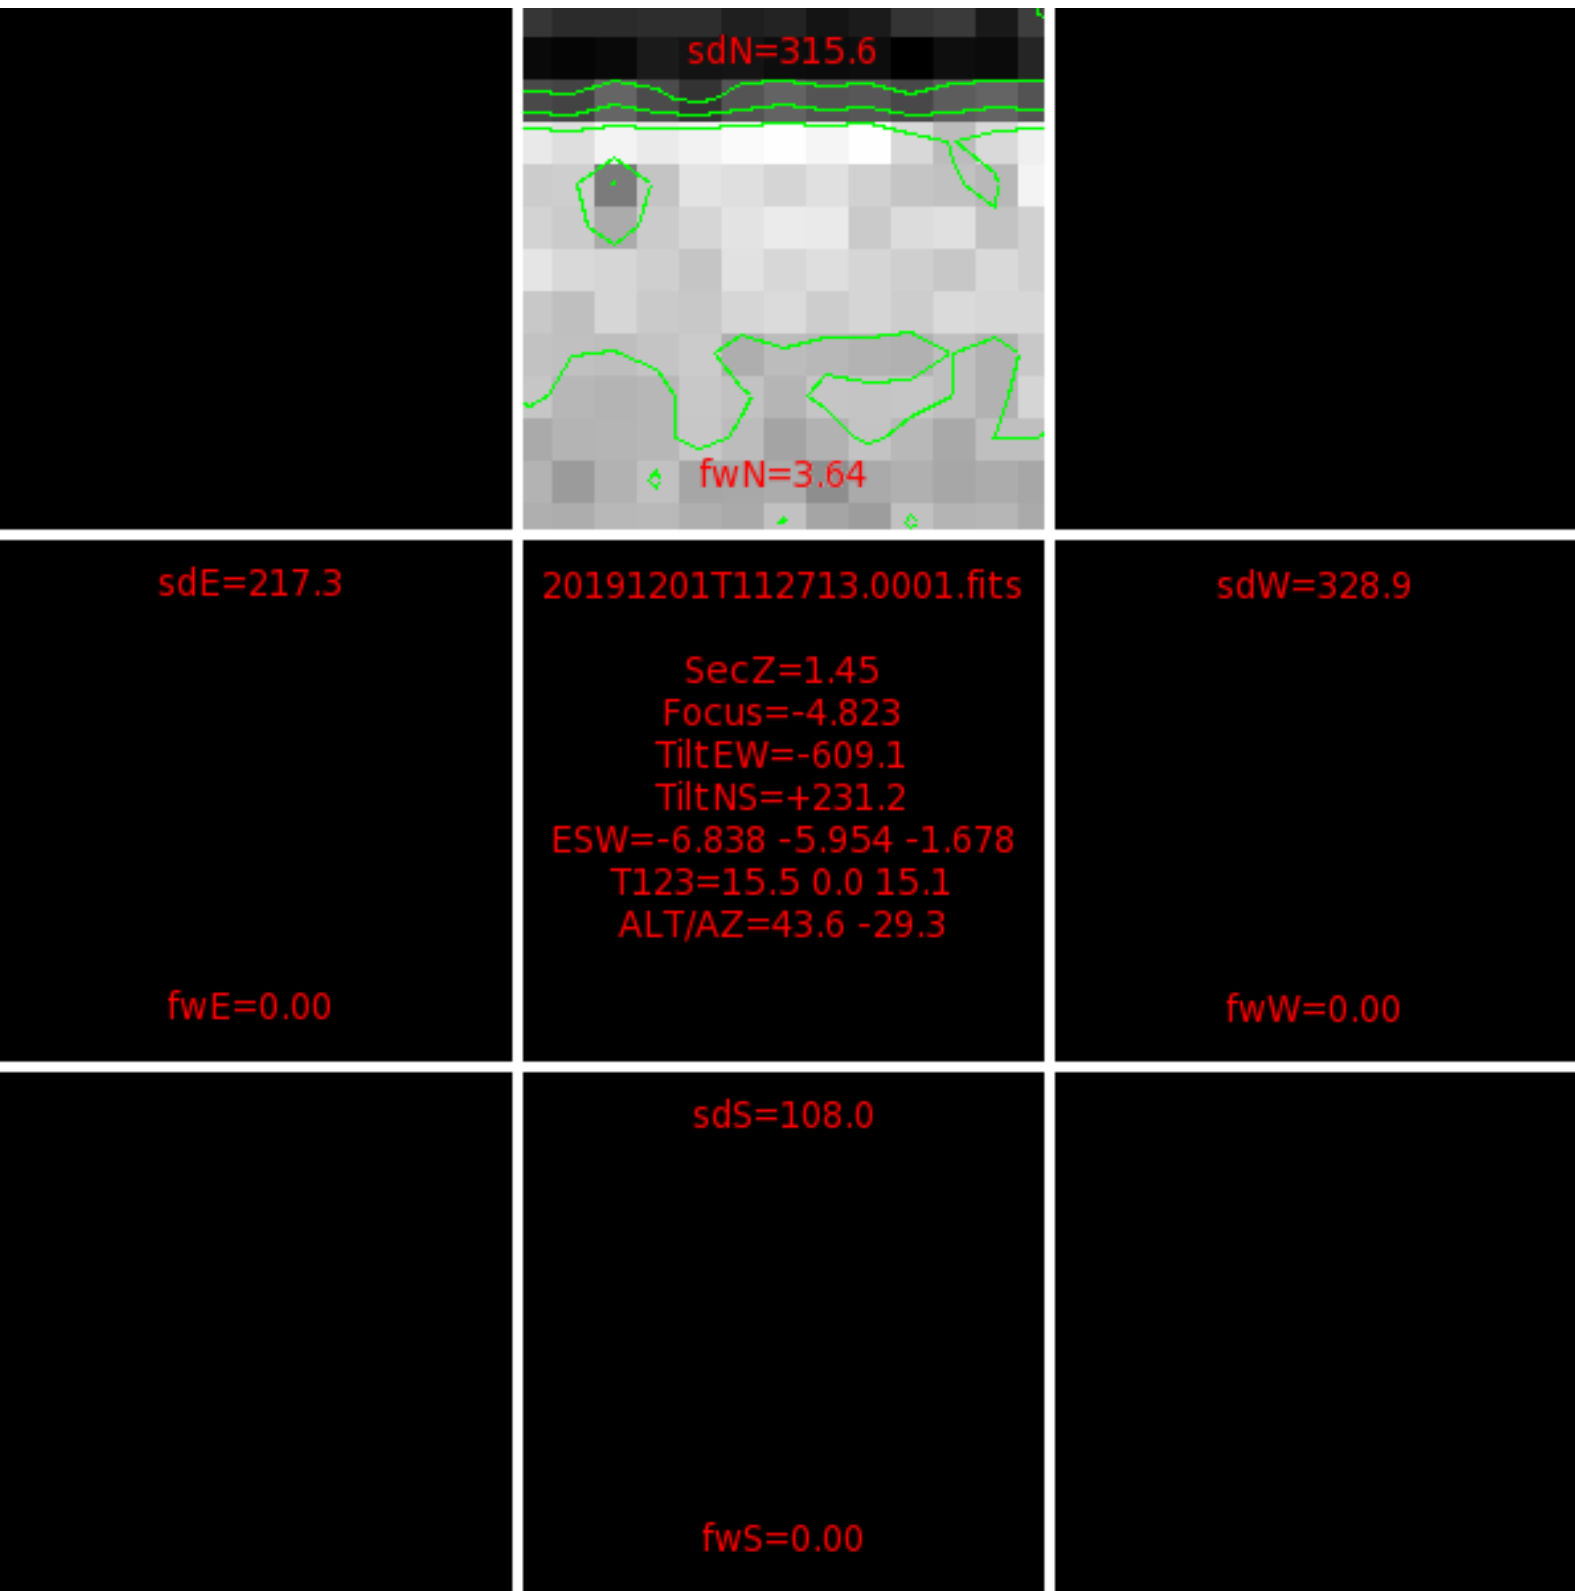 sdN=315.6
fwN=3.64
sdE=217.3
20191201T112713.0001.fits
sdW=328.9
SecZ=1.45
Focus=-4.823
TiltEW=-609.1
TiltNS=+231.2
ESW=-6.838 -5.954 -1.678
T123=15.5 0.0 15.1
ALT/AZ=43.6 -29.3
fwE=0.00
fwW=0.00
sdS=108.0
fwS=0.00